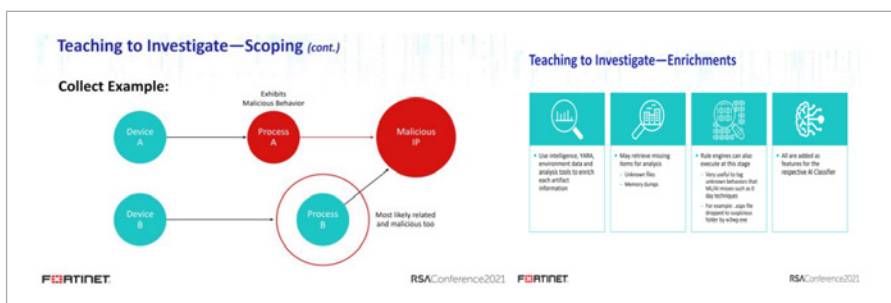 Teaching to Investigate—Scoping (cont.)
Collect Example:
Exhibits
Malicious Behavior
Device
A
Process
A
Malicious
IP
Device
B
Process
B
Most likely related
and malicious too
FORTINET
RSAConference2021
Teaching to Investigate—Enrichments
• Use intelligence, YARA,
environment data and
analysis tools to enrich
each artifact
information
• May retrieve missing
items for analysis
– Unknown files
– Memory dumps
• Rule engines can also
execute at this stage
– Very useful to tag
unknown behaviors that
ML/AI misses such as 0
day techniques
– For example: .aspx file
dropped to suspicious
folder by w3wp.exe
• All are added as
features for the
respective AI Classifier
FORTINET
RSAConference2021